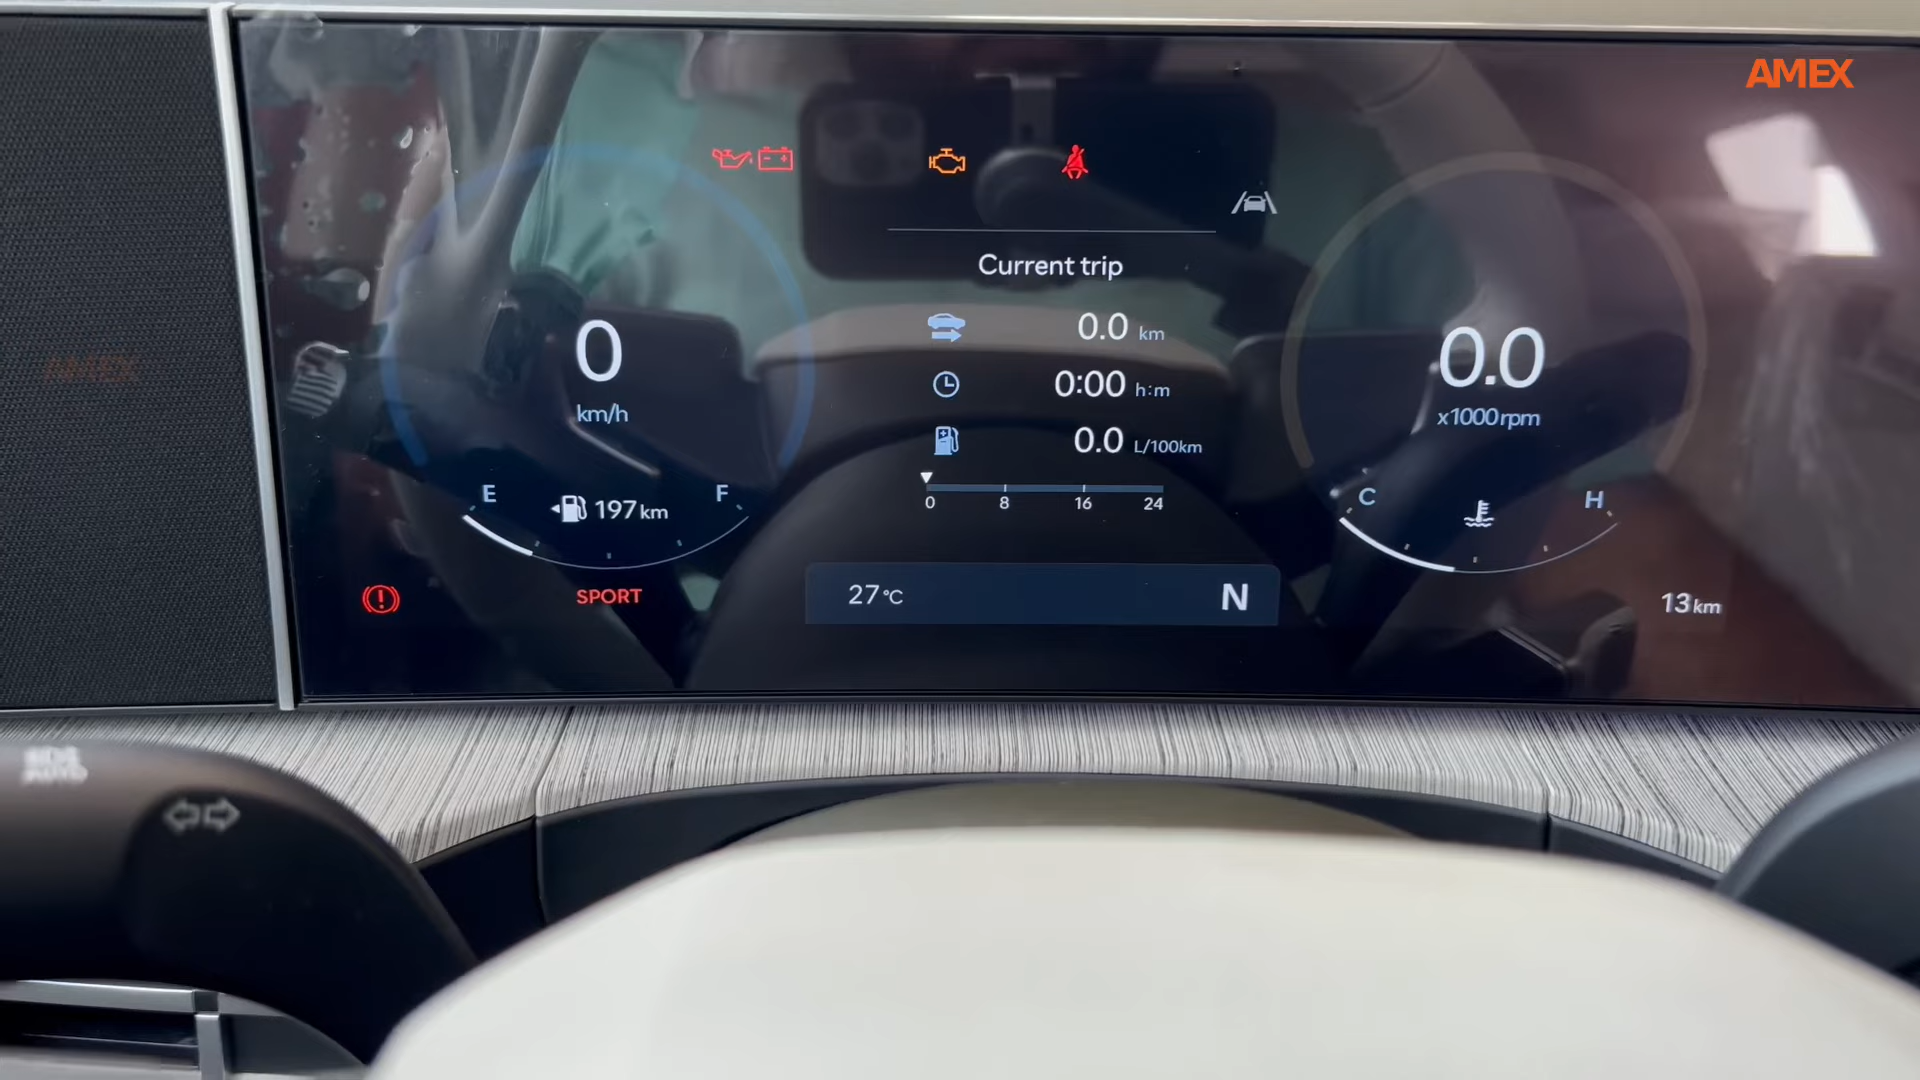 AMEX
Current trip
0.0 km
0:00 h:m
0.0 L/100km
0 8 16 24
0
km/h
E 197 km F
SPORT
27°C N
0.0
x1000rpm
C H
13 km
AUTO